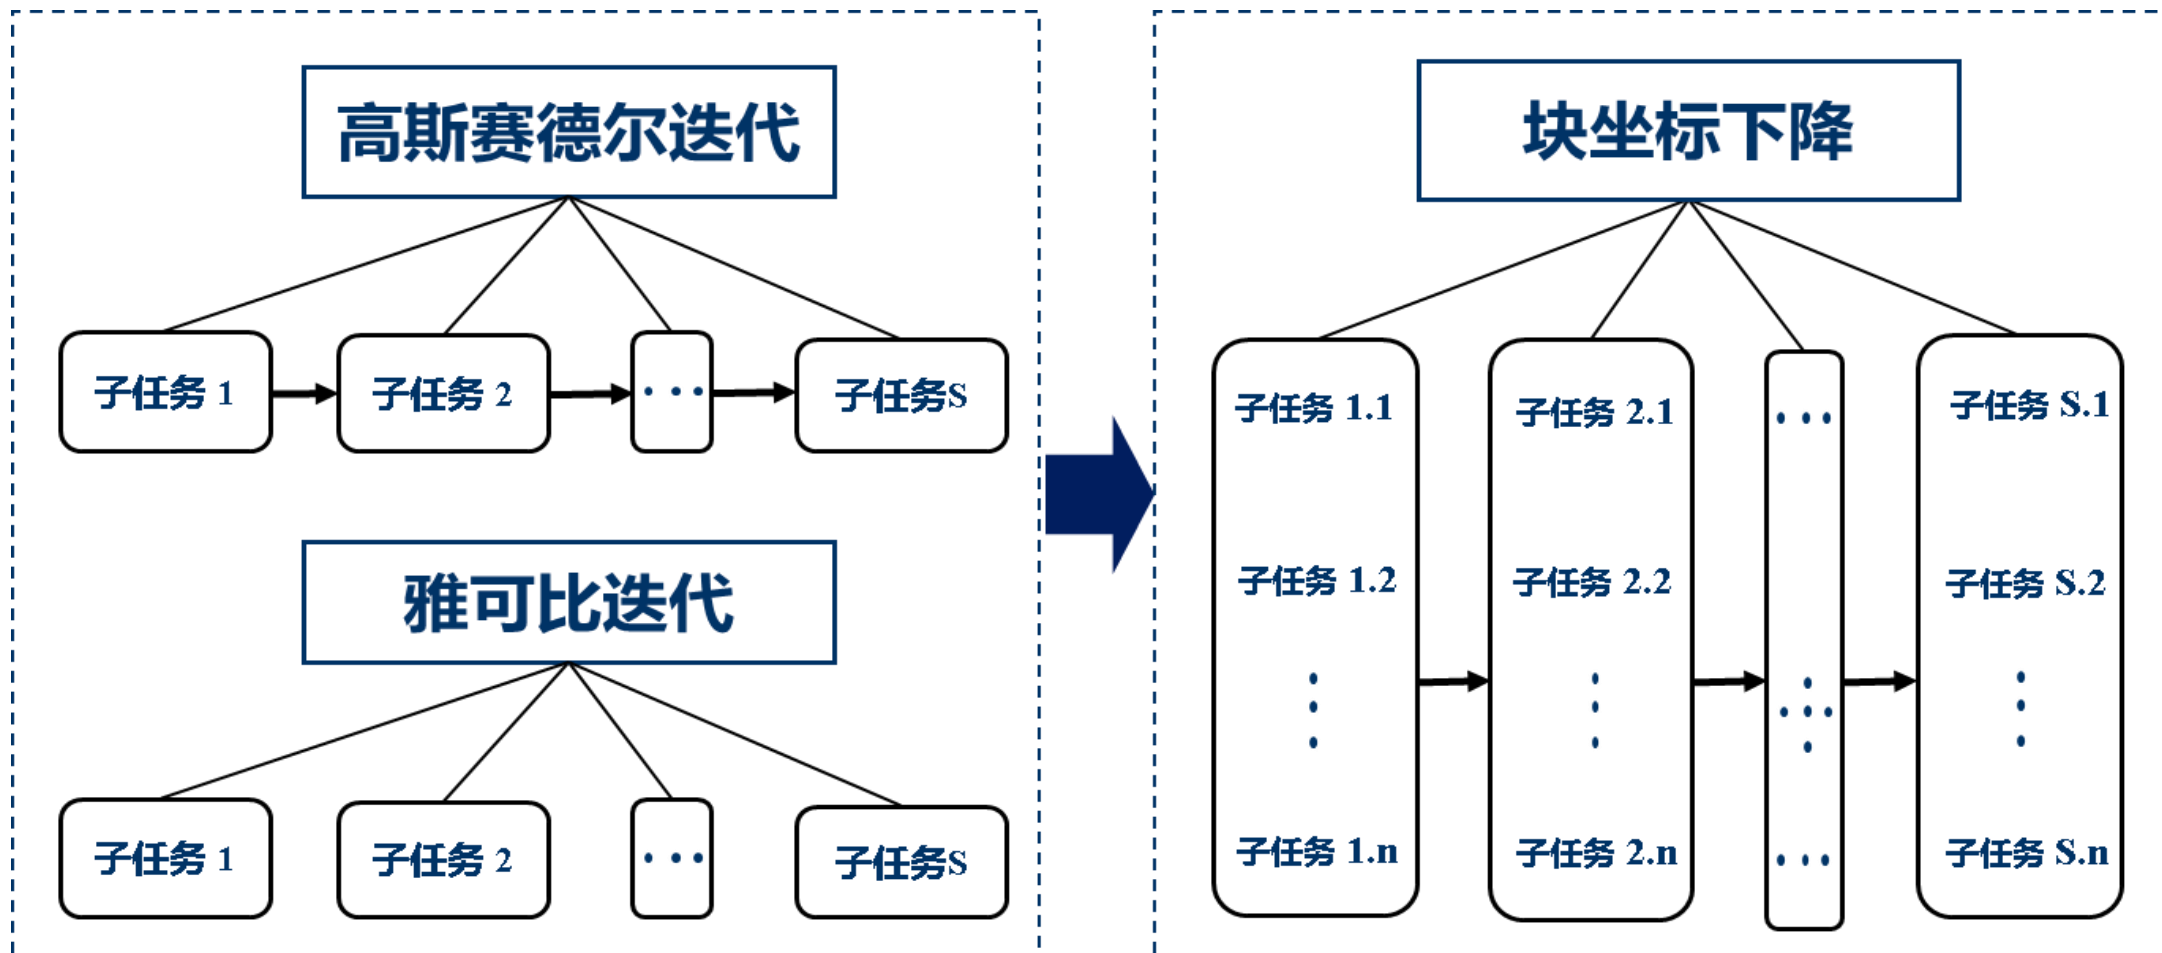 高斯赛德尔迭代
子任务 1
子任务 2
...
子任务S
雅可比迭代
子任务 1
子任务 2
...
子任务S
块坐标下降
子任务 1.1
子任务 2.1
...
子任务 S.1
子任务 1.2
子任务 2.2
子任务 S.2
子任务 1.n
子任务 2.n
...
子任务 S.n